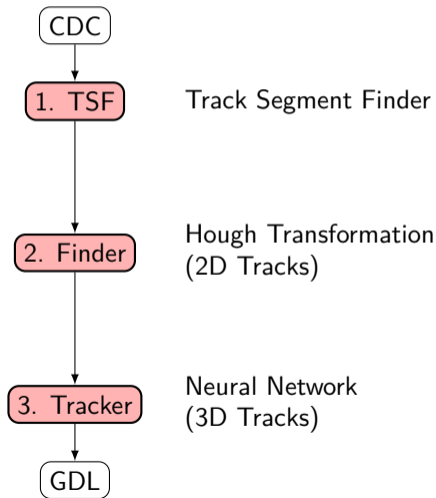 CDC
1. TSF
Track Segment Finder
2. Finder
Hough Transformation
(2D Tracks)
3. Tracker
Neural Network
(3D Tracks)
GDL